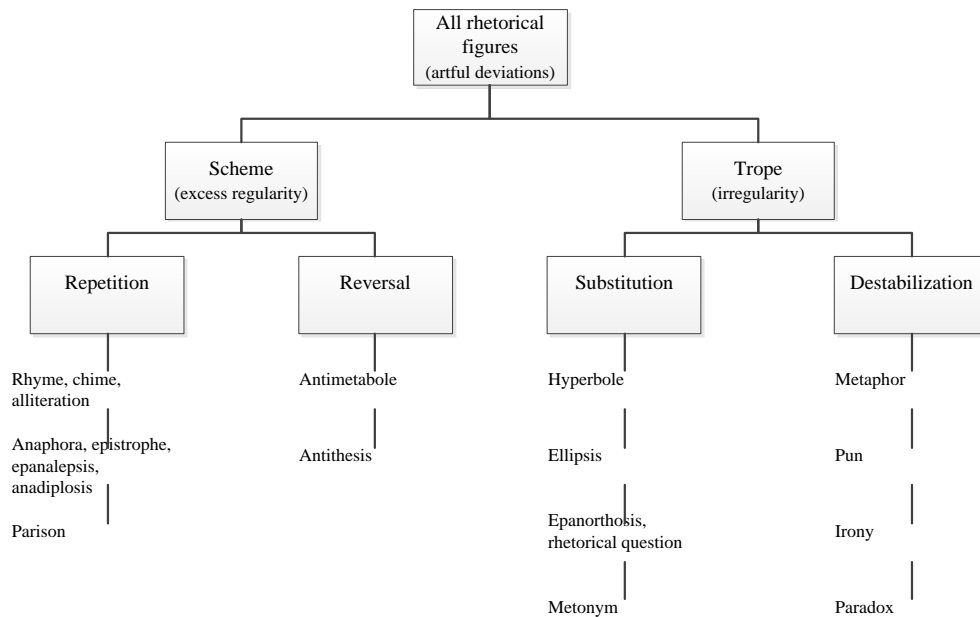 All rhetorical
figures
(artful deviations)
Scheme
(excess regularity)
Trope
(irregularity)
Repetition
Reversal
Substitution
Destabilization
Rhyme, chime,
alliteration
Anaphora, epistrophe,
epanalepsis,
anadiplosis
Parison
Antimetabole
Antithesis
Hyperbole
Ellipsis
Epanorthosis,
rhetorical question
Metonym
Metaphor
Pun
Irony
Paradox